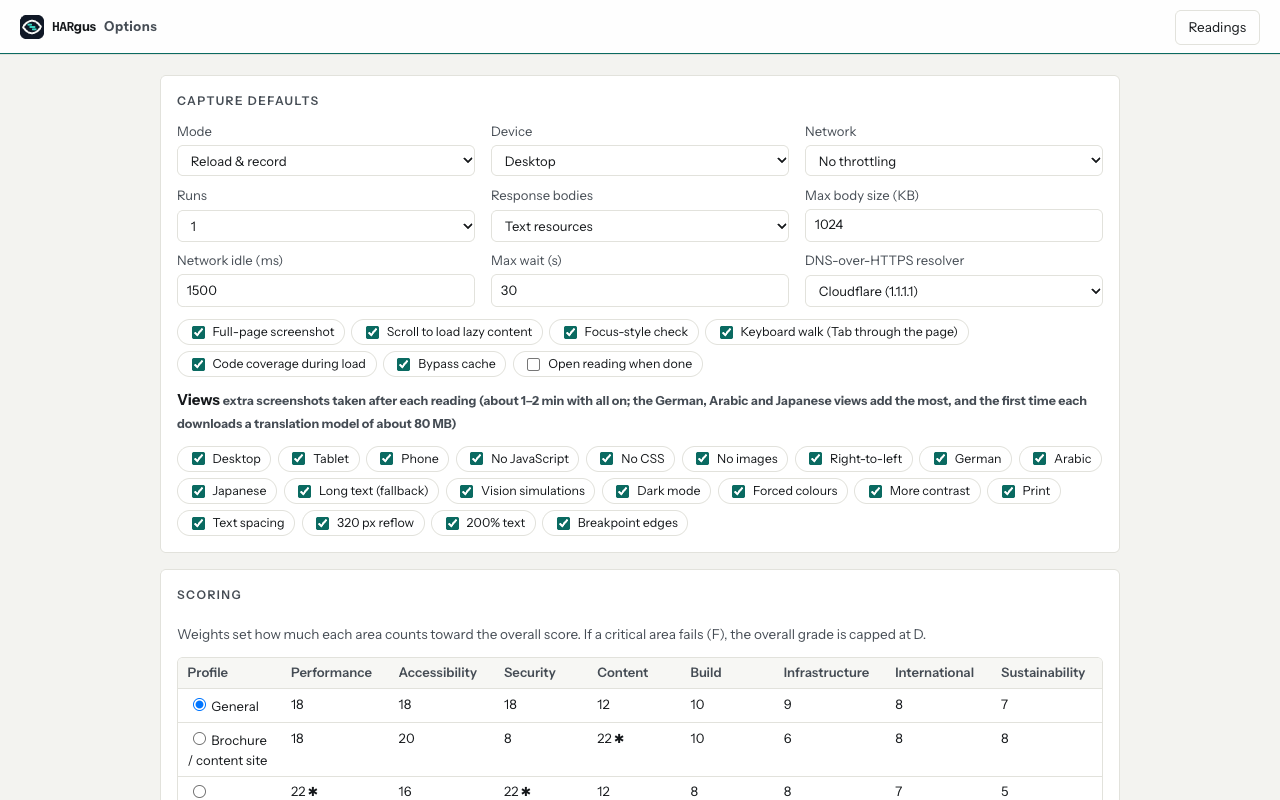 HARgus Options
Readings
CAPTURE DEFAULTS
Mode
Device
Network
Reload & record
Desktop
No throttling
Runs
Response bodies
Max body size (KB)
1
Text resources
1024
Network idle (ms)
Max wait (s)
DNS-over-HTTPS resolver
1500
30
Cloudflare (1.1.1.1)
Full-page screenshot
Scroll to load lazy content
Focus-style check
Keyboard walk (Tab through the page)
Code coverage during load
Bypass cache
Open reading when done
Views extra screenshots taken after each reading (about 1–2 min with all on; the German, Arabic and Japanese views add the most, and the first time each
downloads a translation model of about 80 MB)
Desktop
Tablet
Phone
No JavaScript
No CSS
No images
Right-to-left
German
Arabic
Japanese
Long text (fallback)
Vision simulations
Dark mode
Forced colours
More contrast
Print
Text spacing
320 px reflow
200% text
Breakpoint edges
SCORING
Weights set how much each area counts toward the overall score. If a critical area fails (F), the overall grade is capped at D.
Profile Performance Accessibility Security Content Build Infrastructure International Sustainability
General 18 18 18 12 10 9 8 7
Brochure 18 20 8 22 ✱ 10 6 8 8
/ content site
22 ✱ 16 22 ✱ 12 8 8 7 5